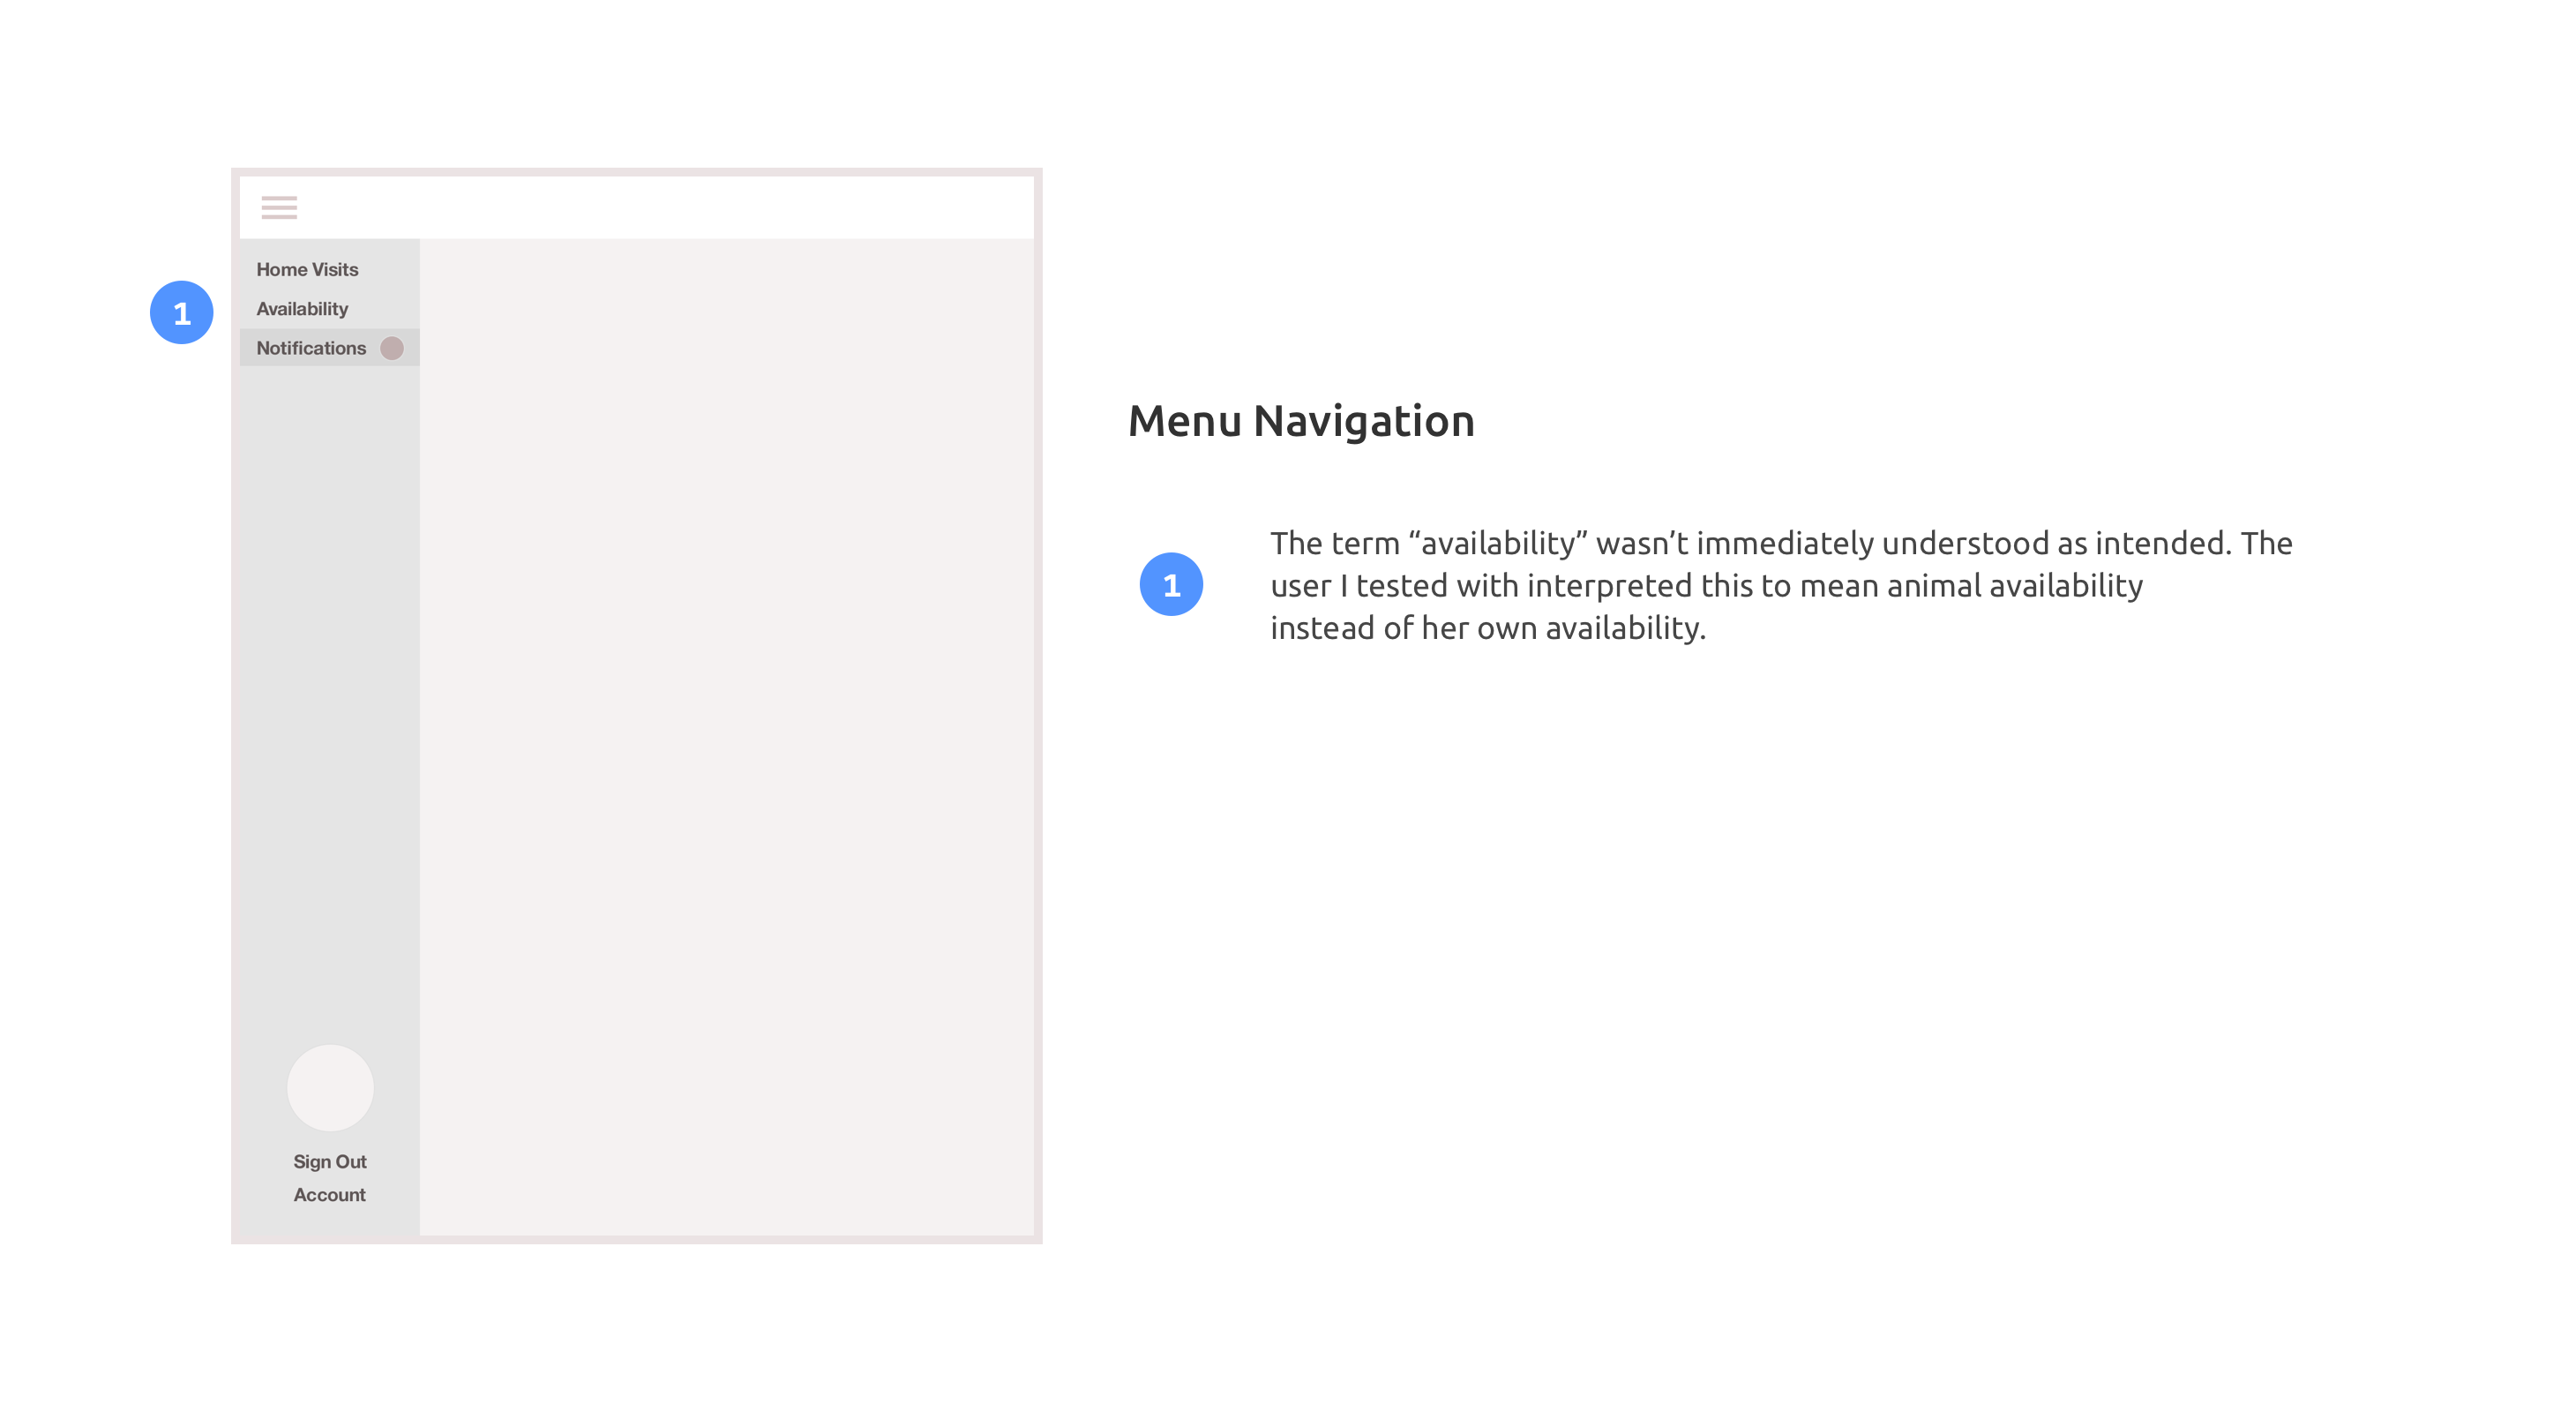 Home Visits
1
Availability
Notifications
Menu Navigation
The term “availability” wasn’t immediately understood as intended. The
1
user I tested with interpreted this to mean animal availability
instead of her own availability.
Sign Out
Account